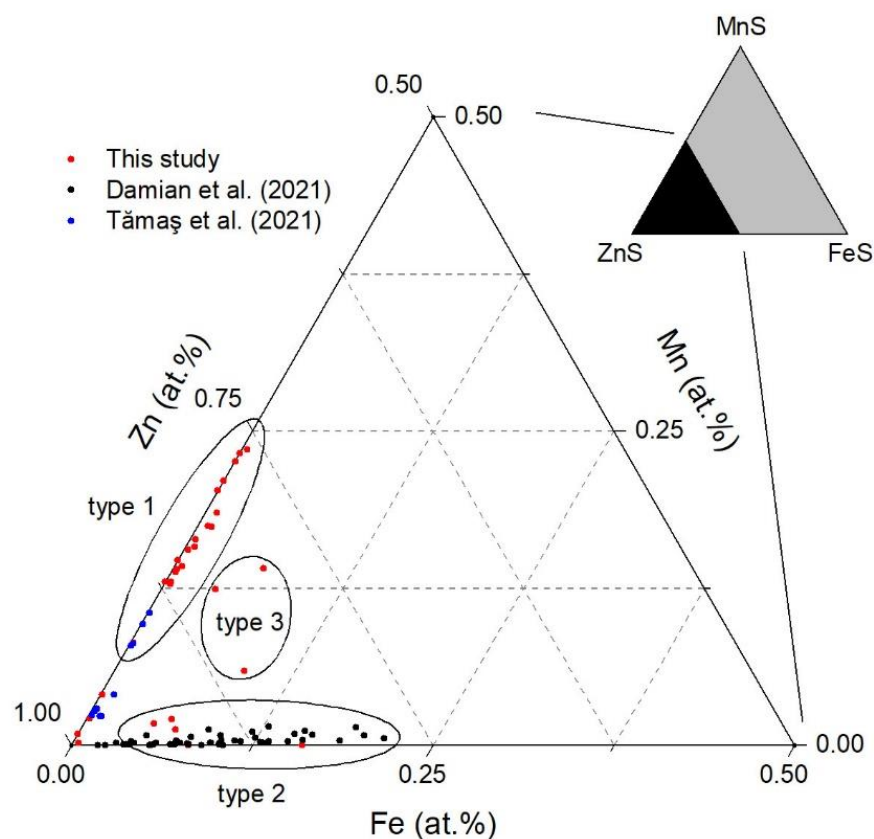 MnS
0.50
0.50
This study
Damian et al. (2021)
Tămaş et al. (2021)
ZnS
FeS
Zn (at.%)
Mn (at.%)
0.75
0.25
type 1
type 3
1.00
0.00
0.00
0.25
0.50
type 2
Fe (at.%)